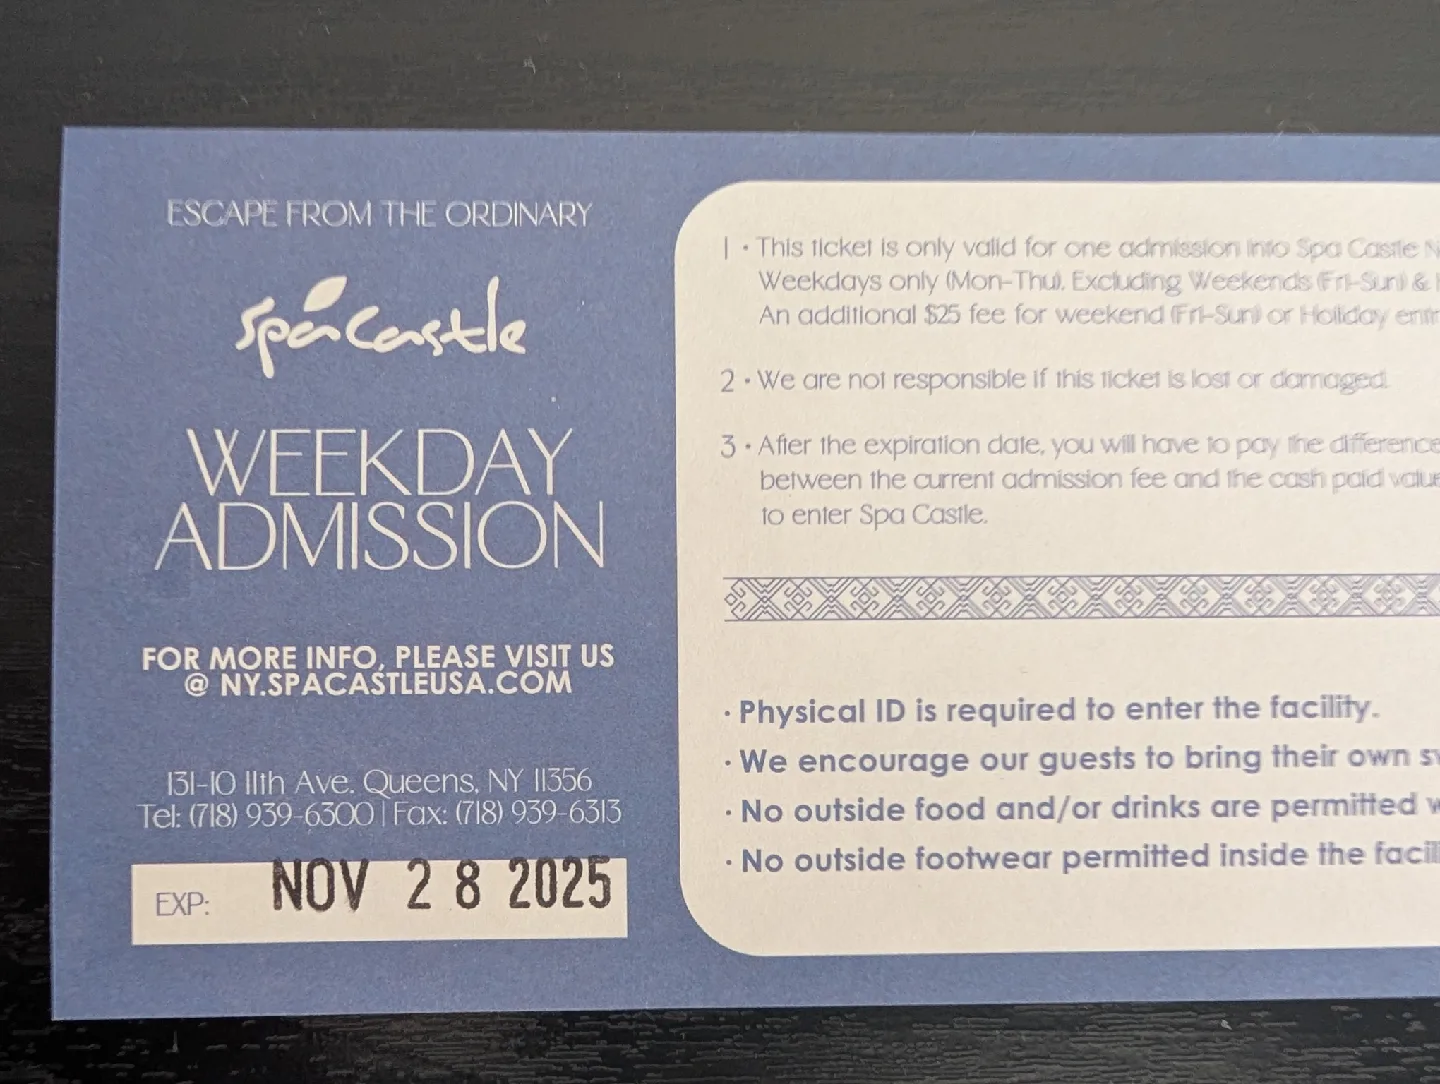 ESCAPE FROM THE ORDINARY
Spa Castle
WEEKDAY
ADMISSION
FOR MORE INFO, PLEASE VISIT US
@ NY.SPACASTLEUSA.COM
131-10 11th Ave. Queens, NY 11356
Tel: (718) 939-6300 | Fax: (718) 939-6313
EXP: NOV 28 2025
1 • This ticket is only valid for one admission into Spa Castle
Weekdays only (Mon-Thu). Excluding Weekends (Fri-Sun) &
An additional $25 fee for weekend (Fri-Sun) or Holiday
2 • We are not responsible if this ticket is lost or damaged.
3 • After the expiration date, you will have to pay the difference
between the current admission fee and the cash paid value
to enter Spa Castle.
• Physical ID is required to enter the facility.
• We encourage our guests to bring their own
• No outside food and/or drinks are permitted
• No outside footwear permitted inside the